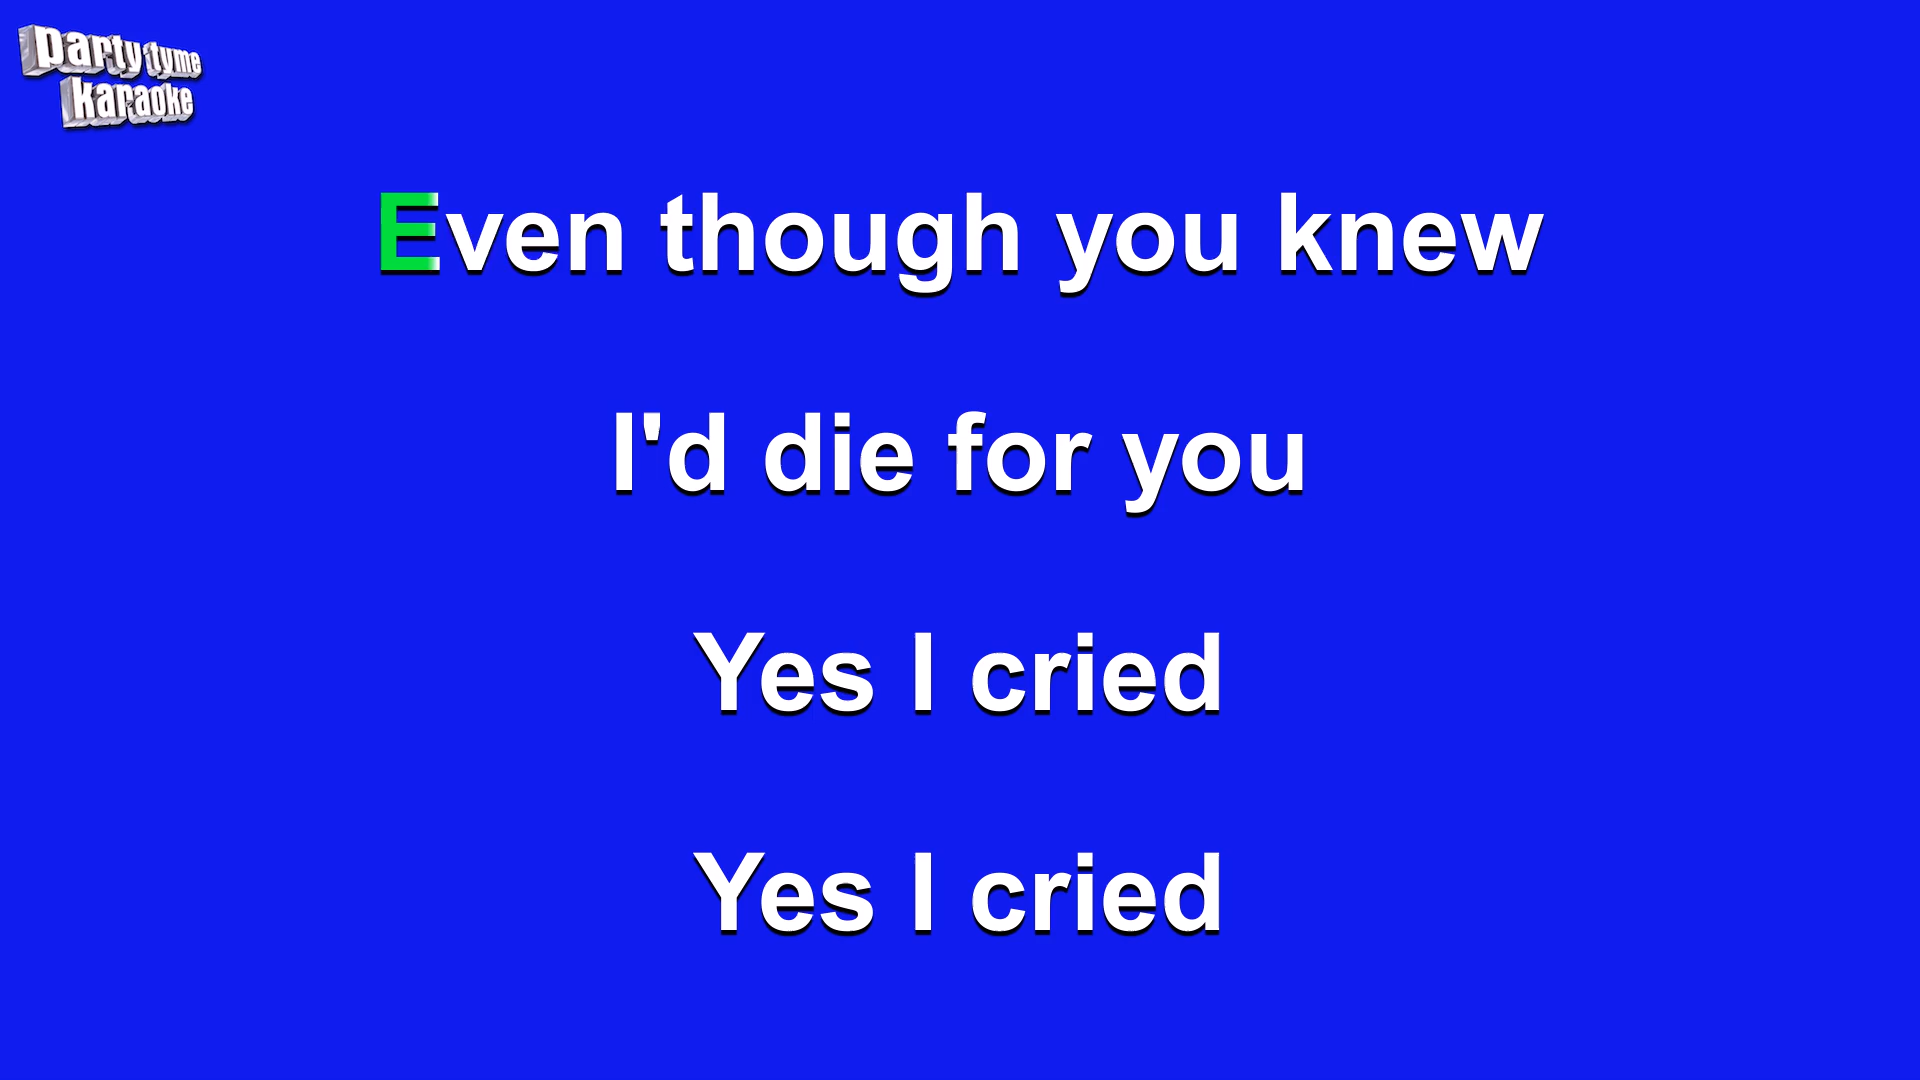 party tyme
karaoke
Even though you knew
I'd die for you
Yes I cried
Yes I cried